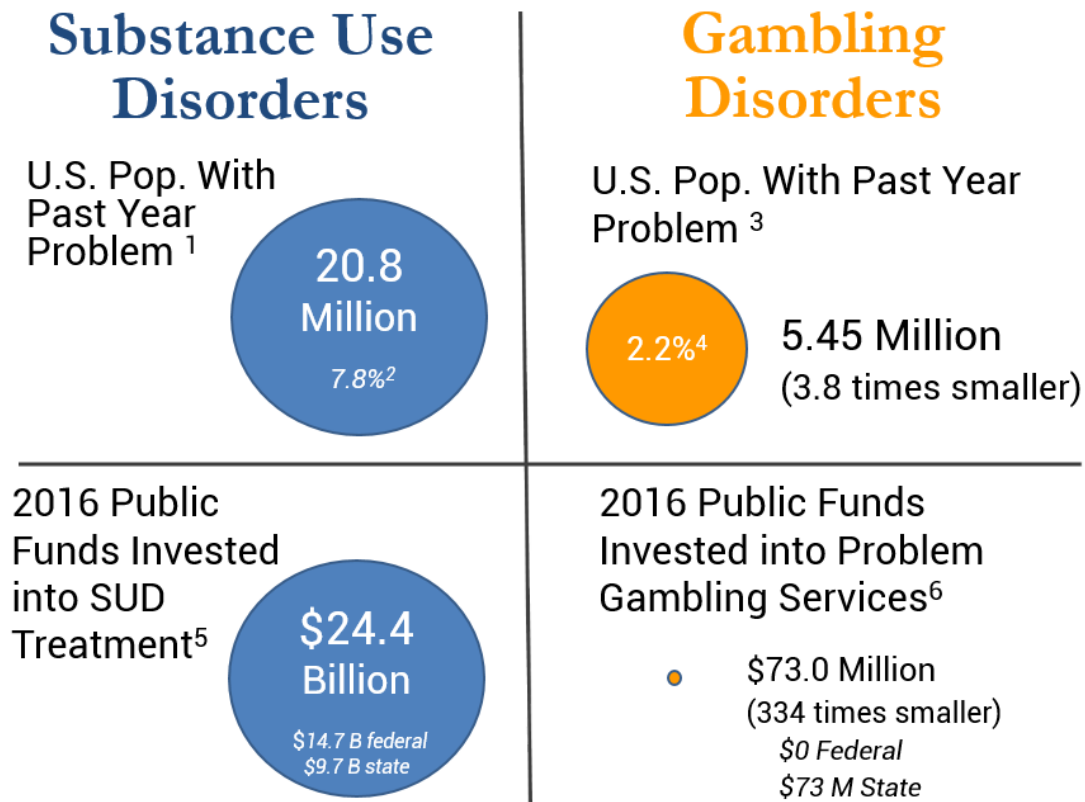 Substance Use
Disorders
U.S. Pop. With
Past Year
Problem ¹
20.8
Million
7.8%²
Gambling
Disorders
U.S. Pop. With Past Year
Problem ³
2.2%⁴
5.45 Million
(3.8 times smaller)
2016 Public
Funds Invested
into SUD
Treatment⁵
$24.4
Billion
$14.7 B federal
$9.7 B state
2016 Public Funds
Invested into Problem
Gambling Services⁶
$73.0 Million
(334 times smaller)
$0 Federal
$73 M State